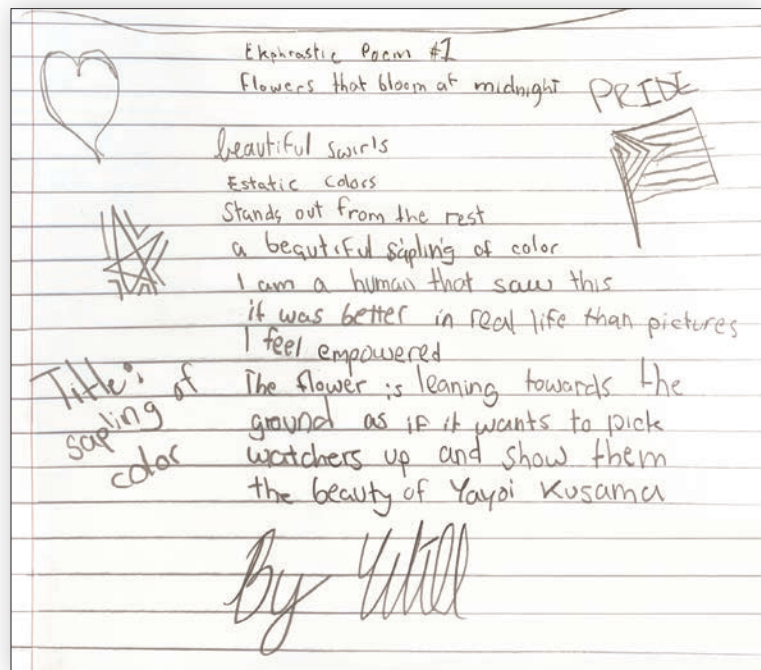 Ekphrastic Poem #1
Flowers that bloom at midnight
PRIDE
beautiful swirls
Estatic colors
Stands out from the rest
a beautiful sapling of color
I am a human that saw this
it was better in real life than pictures
I feel empowered
Title:
sapling of
color
The flower is leaning towards the
ground as if it wants to pick
watchers up and show them
the beauty of Yayoi Kusama
By Will